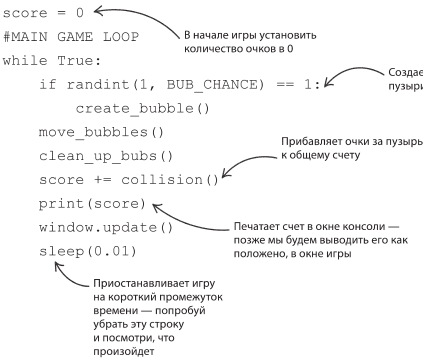 score = 0
#MAIN GAME LOOP
В начале игры установить
количество очков в 0
while True:
if randint(1, BUB_CHANCE) == 1:
Создае
пузыри
create_bubble()
move_bubbles()
clean_up_bubs()
Прибавляет очки за пузырь
к общему счету
score += collision()
print(score)
Печатает счет в окне консоли —
позже мы будем выводить его как
положено, в окне игры
window.update()
sleep(0.01)
Приостанавливает игру
на короткий промежуток
времени — попробуй
убрать эту строку
и посмотри, что
произойдет